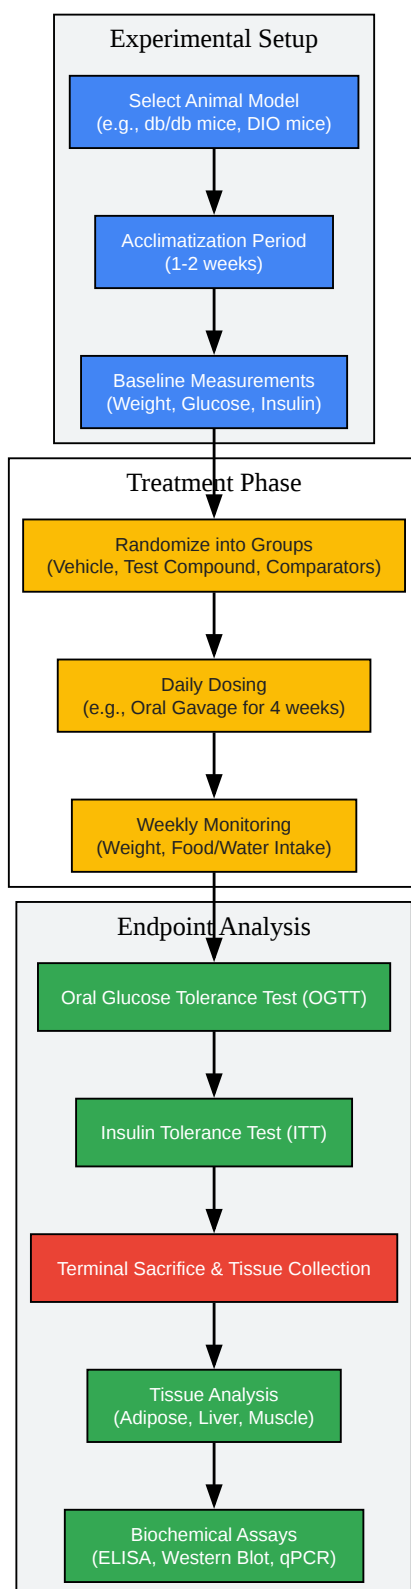 Experimental Setup
Select Animal Model
(e.g., db/db mice, DIO mice)
Acclimatization Period
(1-2 weeks)
Baseline Measurements
(Weight, Glucose, Insulin)
Treatment Phase
Randomize into Groups
(Vehicle, Test Compound, Comparators)
Daily Dosing
(e.g., Oral Gavage for 4 weeks)
Weekly Monitoring
(Weight, Food/Water Intake)
Endpoint Analysis
Oral Glucose Tolerance Test (OGTT)
Insulin Tolerance Test (ITT)
Terminal Sacrifice & Tissue Collection
Tissue Analysis
(Adipose, Liver, Muscle)
Biochemical Assays
(ELISA, Western Blot, qPCR)